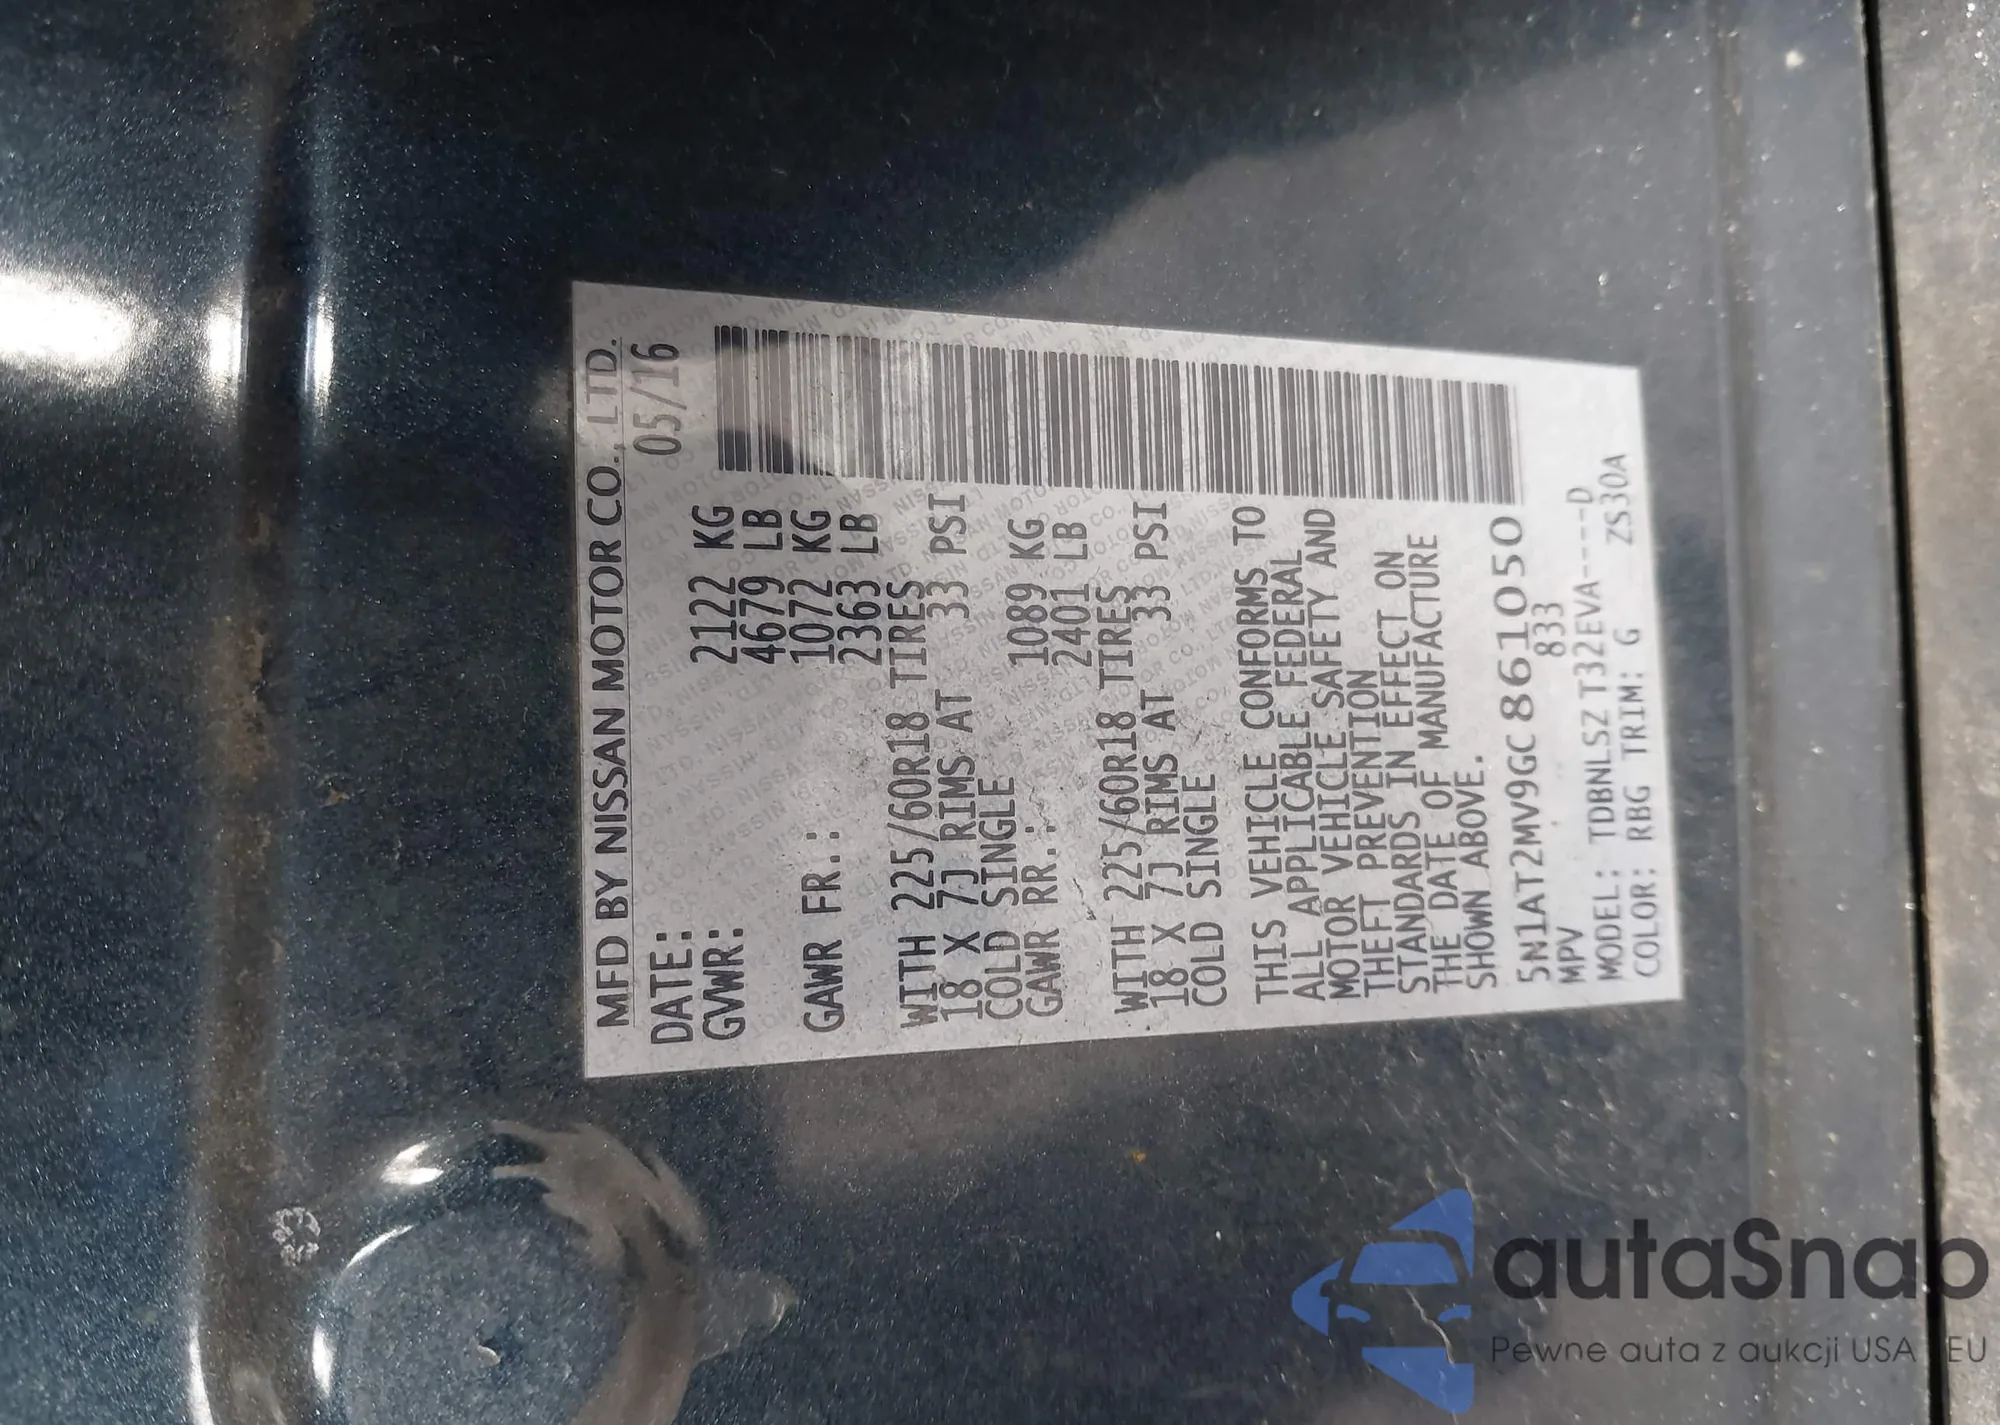 MFD BY NISSAN MOTOR CO., LTD.
DATE: 05/16
GVWR: 2122 KG
4679 LB
GAWR FR.: 1072 KG
2363 LB
WITH 225/60R18 TIRES
18 X 7J RIMS AT 33 PSI
COLD SINGLE
GAWR RR.: 1089 KG
2401 LB
WITH 225/60R18 TIRES
18 X 7J RIMS AT 33 PSI
COLD SINGLE
THIS VEHICLE CONFORMS TO
ALL APPLICABLE FEDERAL
MOTOR VEHICLE SAFETY AND
THEFT PREVENTION
STANDARDS IN EFFECT ON
THE DATE OF MANUFACTURE
SHOWN ABOVE.
5N1AT2MV9GC861050
MPV 833
MODEL: TDBNLSZ T32EVA----D
COLOR: RBG TRIM: G ZS30A
autaSnap
Pewne auta z aukcji USA i EU